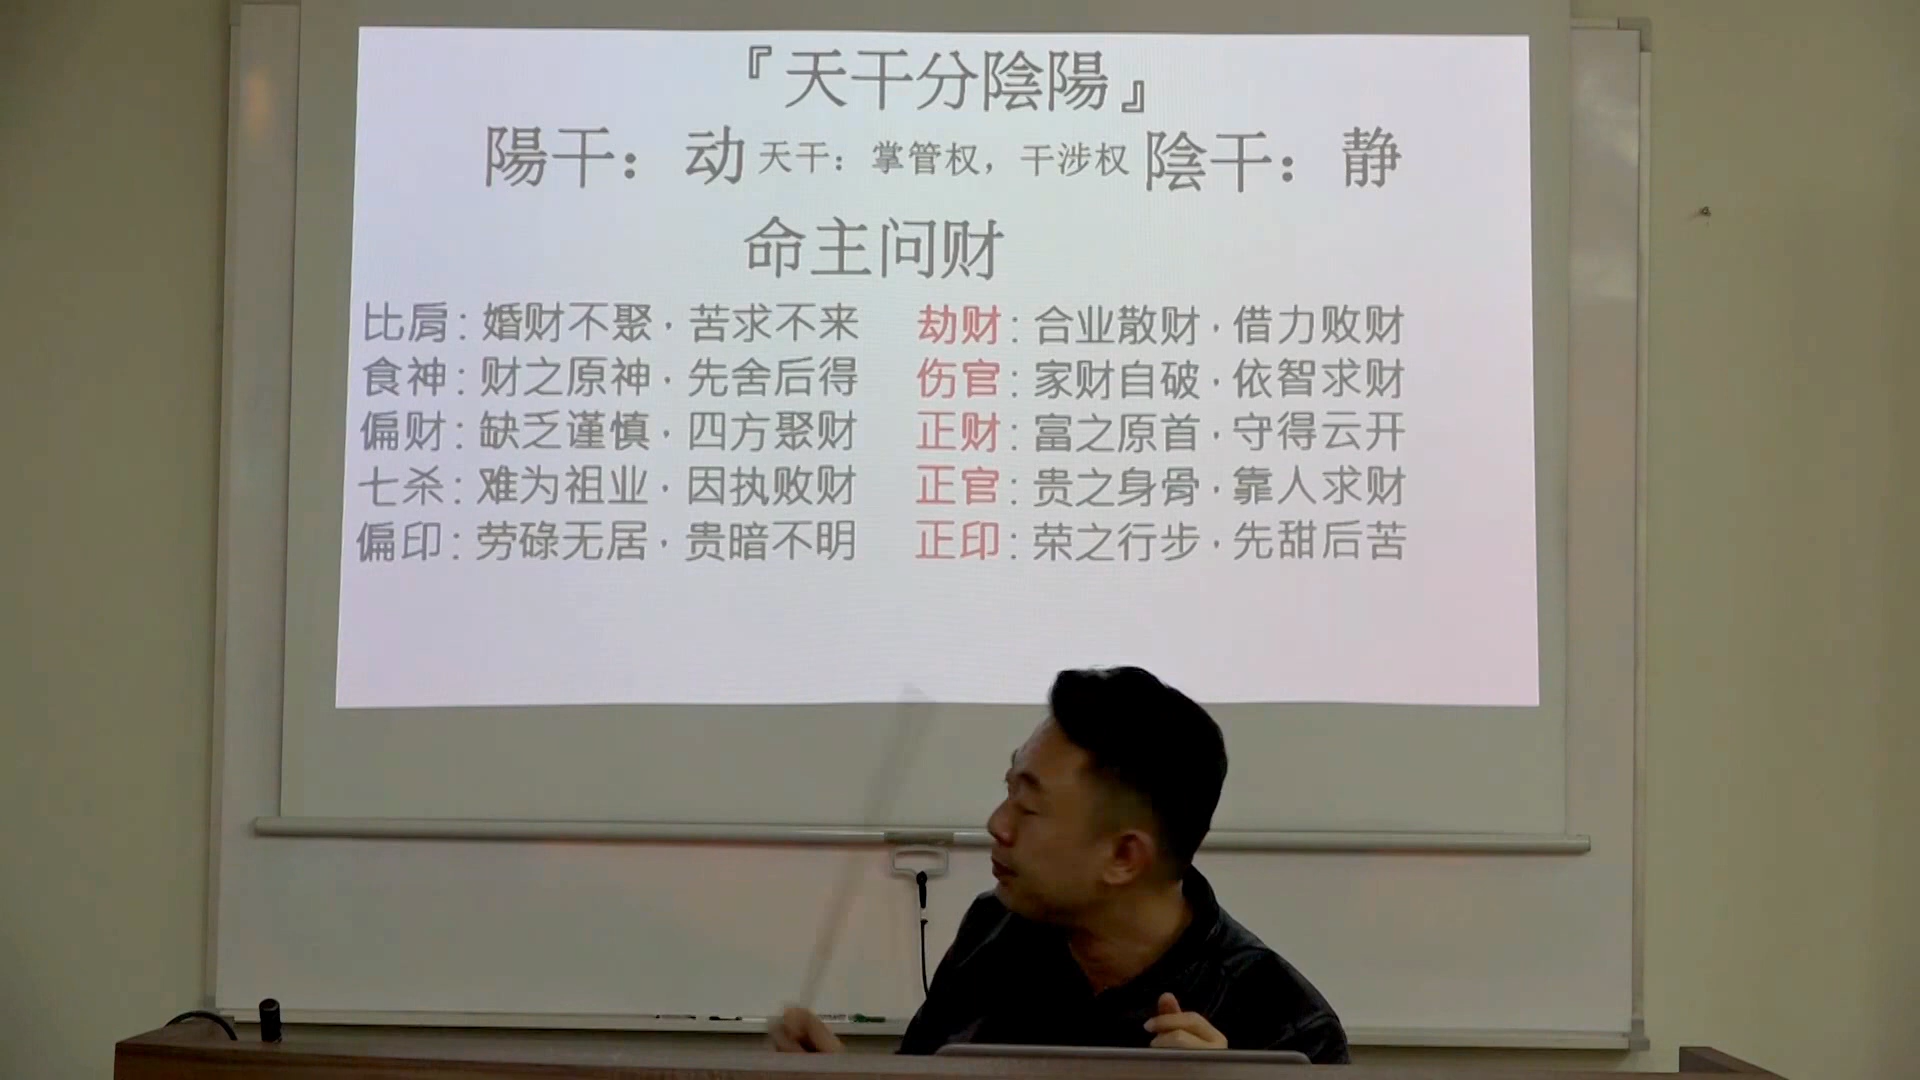 『天干分陰陽』
陽干：动 天干：掌管权，干涉权 陰干：静
命主问财
比肩：婚财不聚·苦求不来 劫财：合业散财·借力败财
食神：财之原神·先舍后得 伤官：家财自破·依智求财
偏财：缺乏谨慎·四方聚财 正财：富之原首·守得云开
七杀：难为祖业·因执败财 正官：贵之身骨·靠人求财
偏印：劳碌无居·贵暗不明 正印：荣之行步·先甜后苦